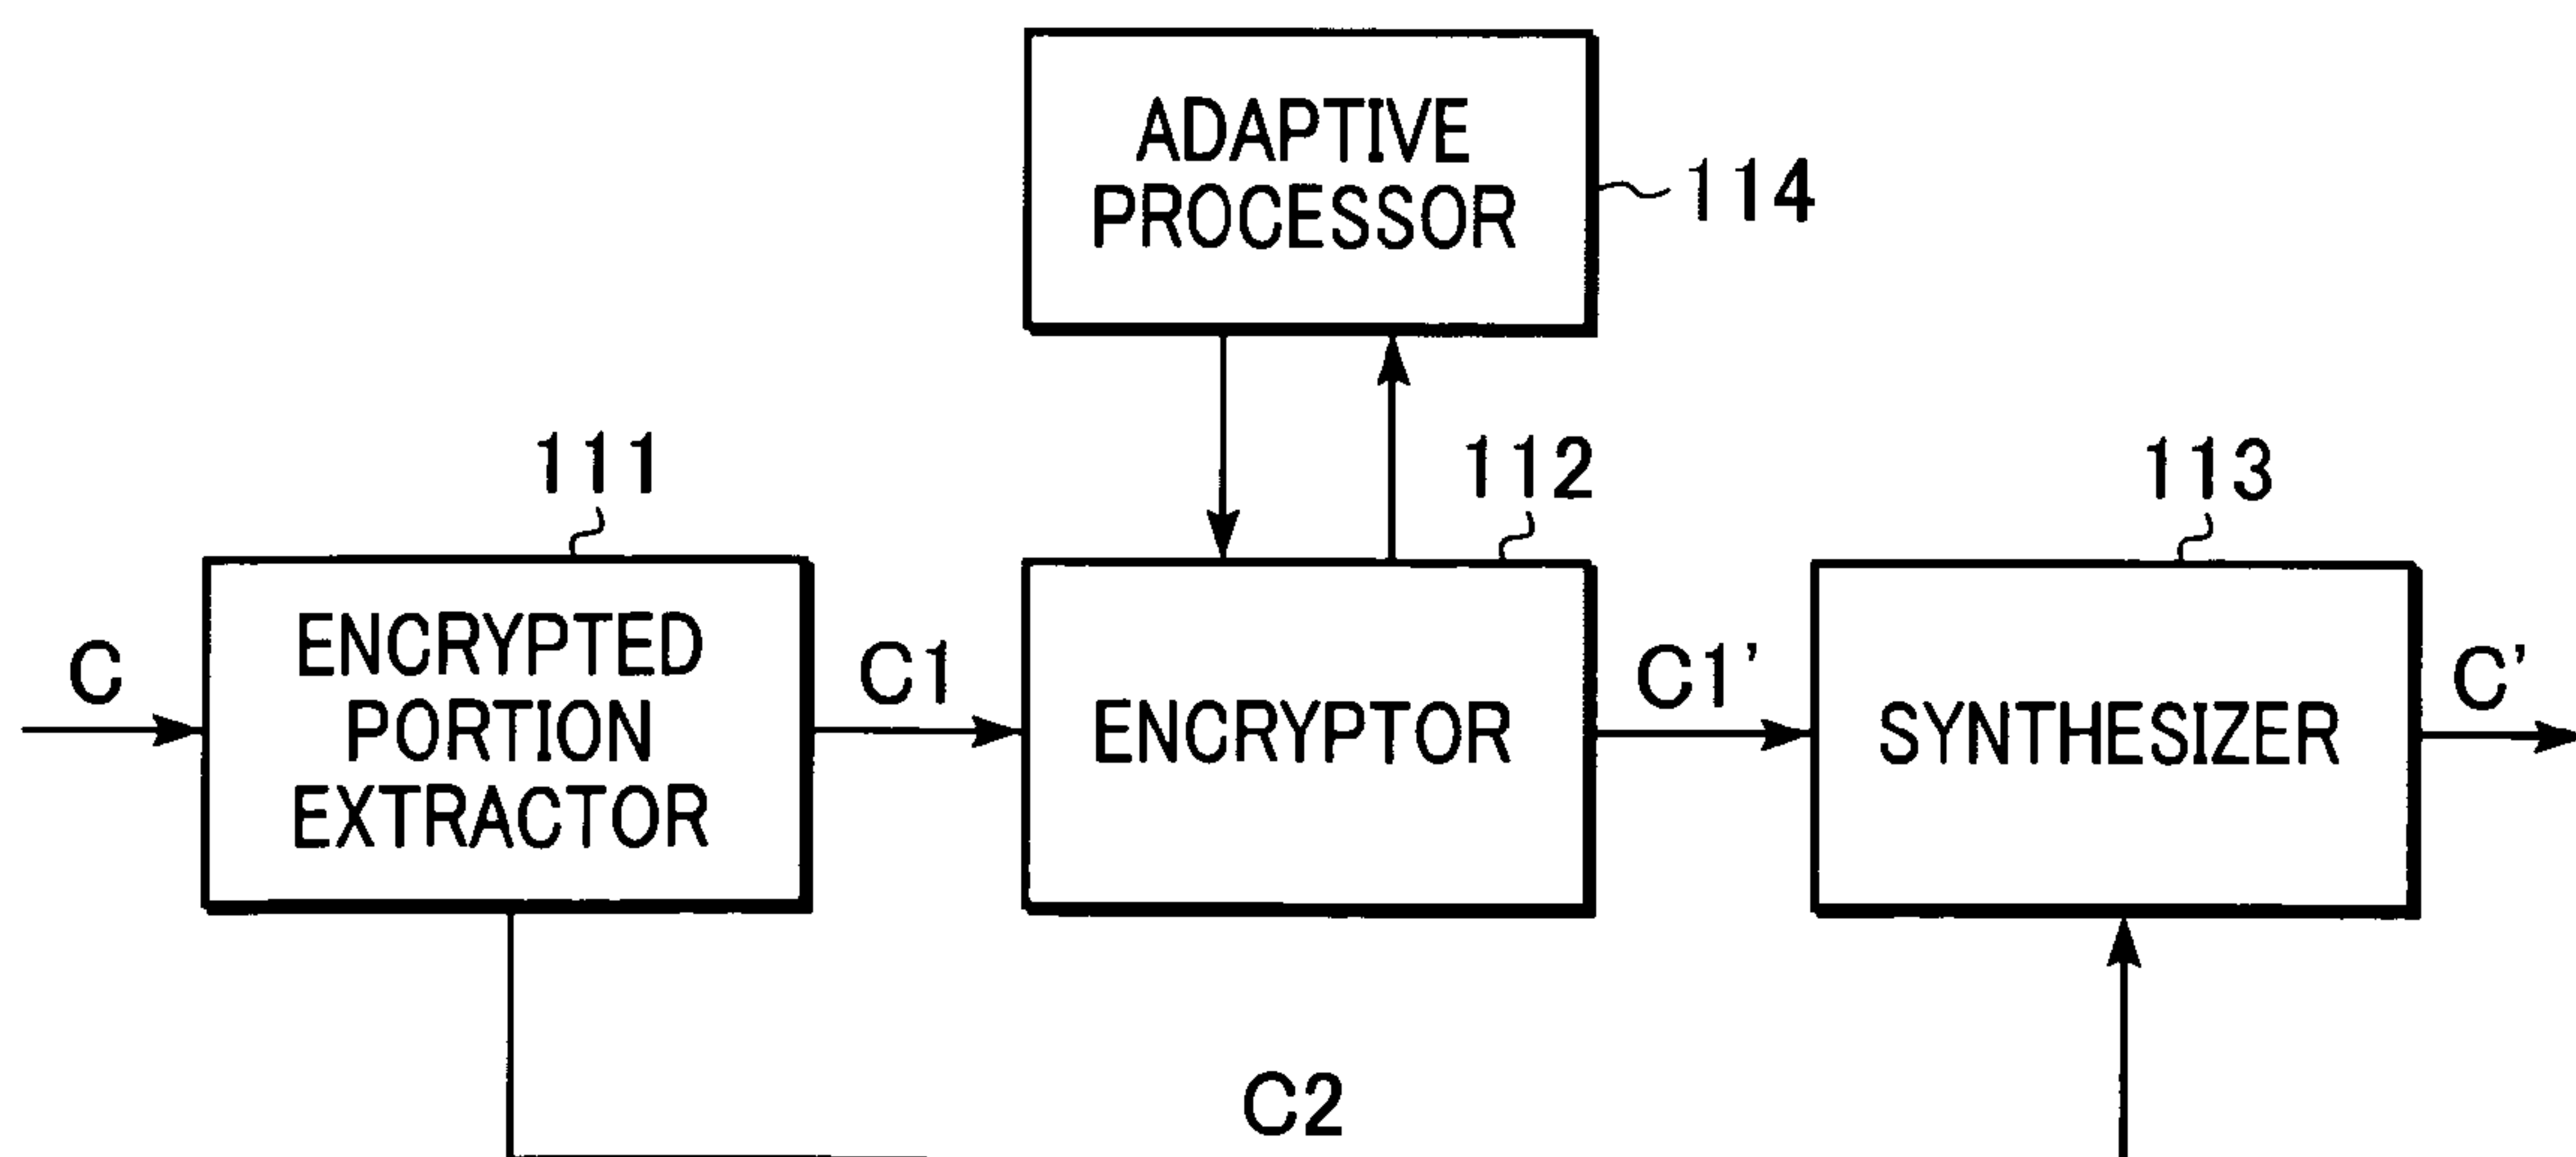 ADAPTIVE
PROCESSOR
114
111
112
113
C
ENCRYPTED
PORTION
EXTRACTOR
C1
ENCRYPTOR
C1'
SYNTHESIZER
C'
C2